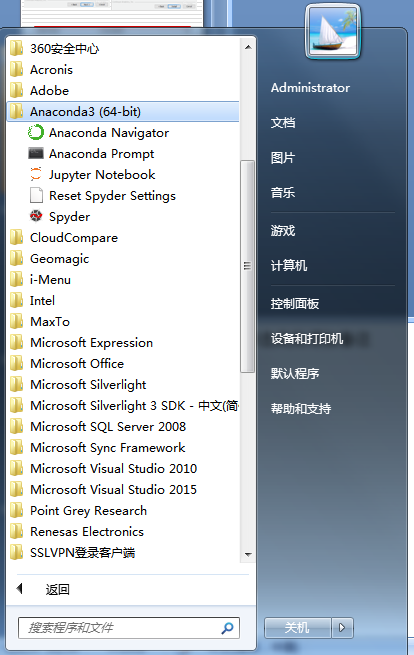 360安全中心
Acronis
Adobe
Anaconda3 (64-bit)
Anaconda Navigator
Anaconda Prompt
Jupyter Notebook
Reset Spyder Settings
Spyder
CloudCompare
Geomagic
i-Menu
Intel
MaxTo
Microsoft Expression
Microsoft Office
Microsoft Silverlight
Microsoft Silverlight 3 SDK - 中文(简
Microsoft SQL Server 2008
Microsoft Sync Framework
Microsoft Visual Studio 2010
Microsoft Visual Studio 2015
Point Grey Research
Renesas Electronics
SSLVPN登录客户端
返回
搜索程序和文件
Administrator
文档
图片
音乐
游戏
计算机
控制面板
设备和打印机
默认程序
帮助和支持
关机